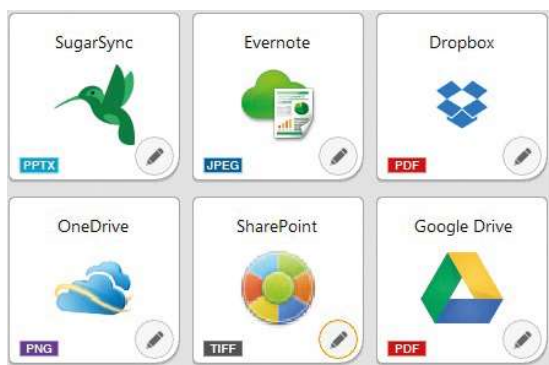 SugarSync Evernote Dropbox
PPTX JPEG PDF
OneDrive SharePoint Google Drive
PNG TIFF PDF